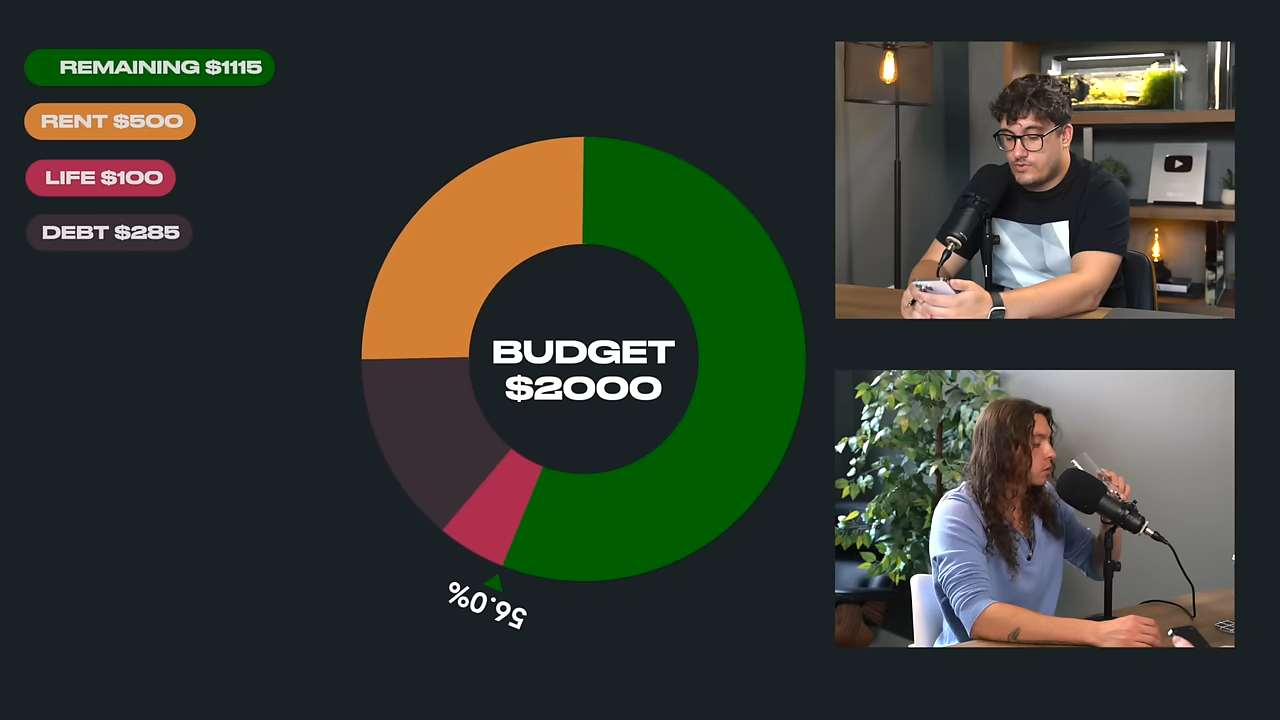 REMAINING $1115
RENT $500
LIFE $100
DEBT $285
BUDGET
$2000
56.0%